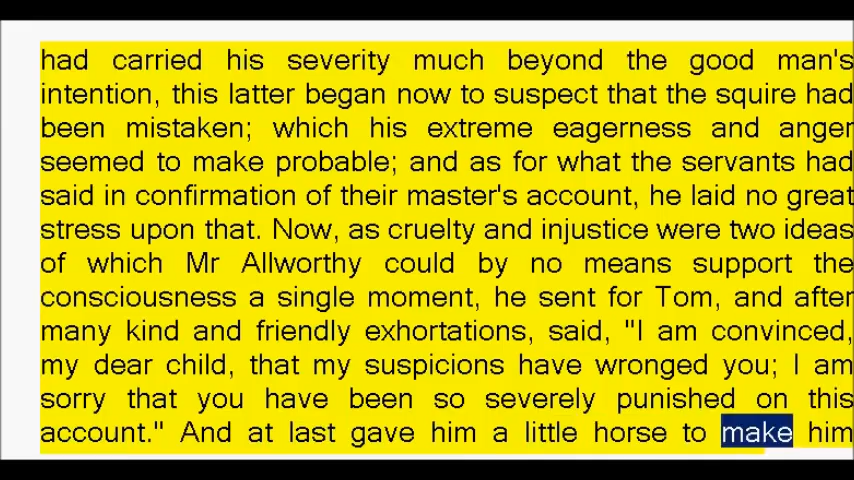 had carried his severity much beyond the good man's
intention, this latter began now to suspect that the squire had
been mistaken; which his extreme eagerness and anger
seemed to make probable; and as for what the servants had
said in confirmation of their master's account, he laid no great
stress upon that. Now, as cruelty and injustice were two ideas
of which Mr Allworthy could by no means support the
consciousness a single moment, he sent for Tom, and after
many kind and friendly exhortations, said, "I am convinced,
my dear child, that my suspicions have wronged you; I am
sorry that you have been so severely punished on this
account." And at last gave him a little horse to make him